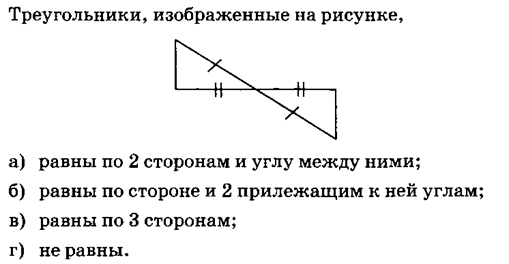 Треугольники, изображенные на рисунке,
а) равны по 2 сторонам и углу между ними;
б) равны по стороне и 2 прилежащим к ней углам;
в) равны по 3 сторонам;
г) не равны.